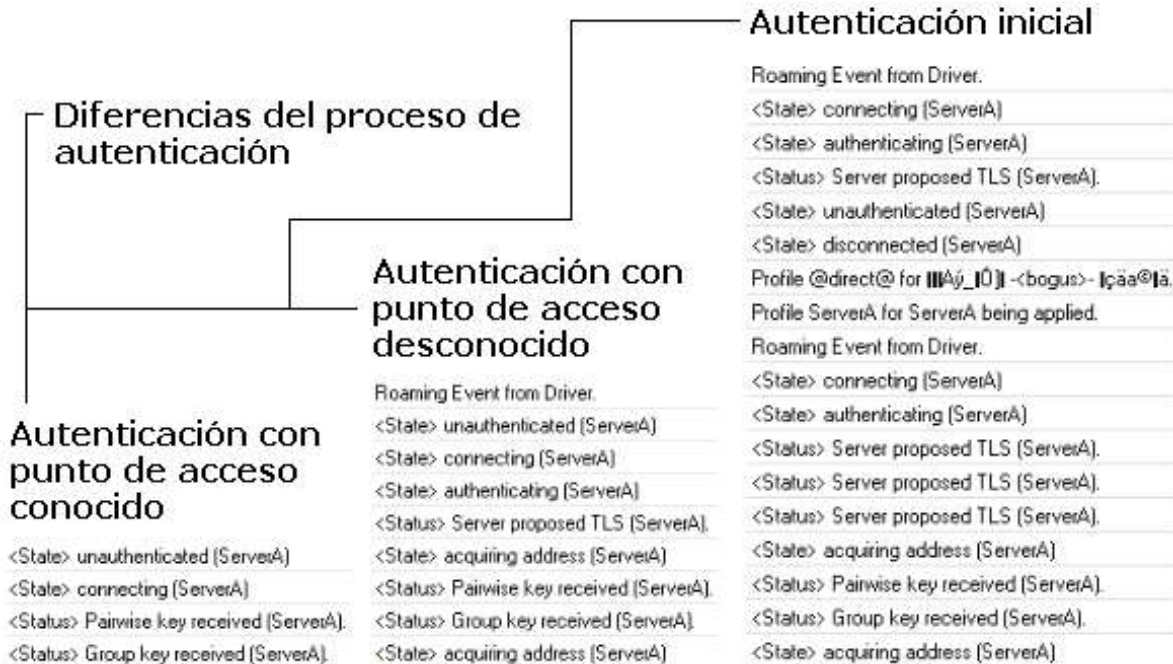 Diferencias del proceso de
autenticación
Autenticación con
punto de acceso
conocido
<State> unauthenticated (ServerA)
<State> connecting (ServerA)
<Status> Pairwise key received (ServerA).
<Status> Group key received (ServerA).
Autenticación con
punto de acceso
desconocido
Roaming Event from Driver.
<State> unauthenticated (ServerA)
<State> connecting (ServerA)
<State> authenticating (ServerA)
<Status> Server proposed TLS (ServerA).
<State> acquiring address (ServerA)
<Status> Pairwise key received (ServerA).
<Status> Group key received (ServerA).
<State> acquiring address (ServerA)
Autenticación inicial
Roaming Event from Driver.
<State> connecting (ServerA)
<State> authenticating (ServerA)
<Status> Server proposed TLS (ServerA).
<State> unauthenticated (ServerA)
<State> disconnected (ServerA)
Profile @direct@ for -<bogus>-
Profile ServerA for ServerA being applied.
Roaming Event from Driver.
<State> connecting (ServerA)
<State> authenticating (ServerA)
<Status> Server proposed TLS (ServerA).
<Status> Server proposed TLS (ServerA).
<Status> Server proposed TLS (ServerA).
<State> acquiring address (ServerA)
<Status> Pairwise key received (ServerA).
<Status> Group key received (ServerA).
<State> acquiring address (ServerA)